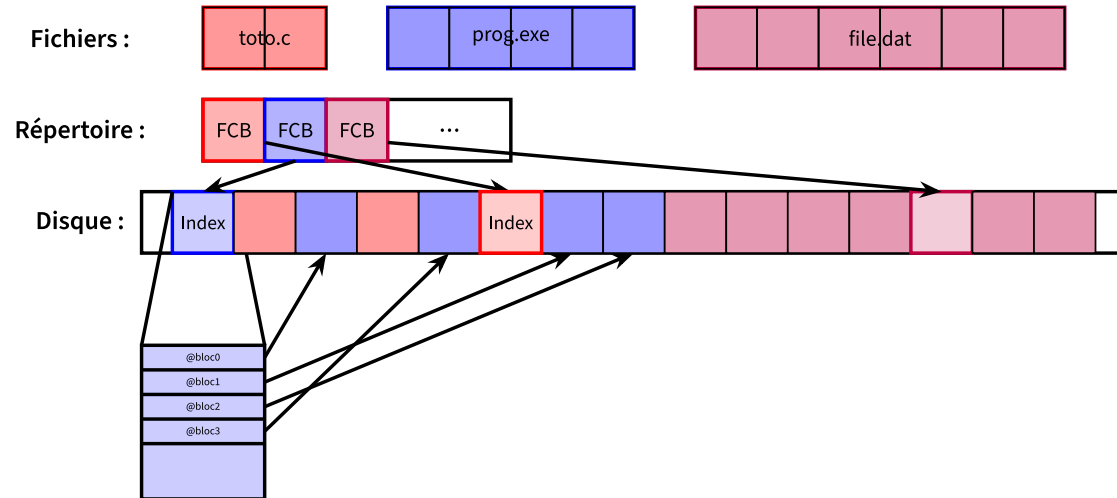 Fichiers : toto.c prog.exe file.dat
Répertoire : FCB FCB FCB ...
Disque : Index Index
@bloc0
@bloc1
@bloc2
@bloc3